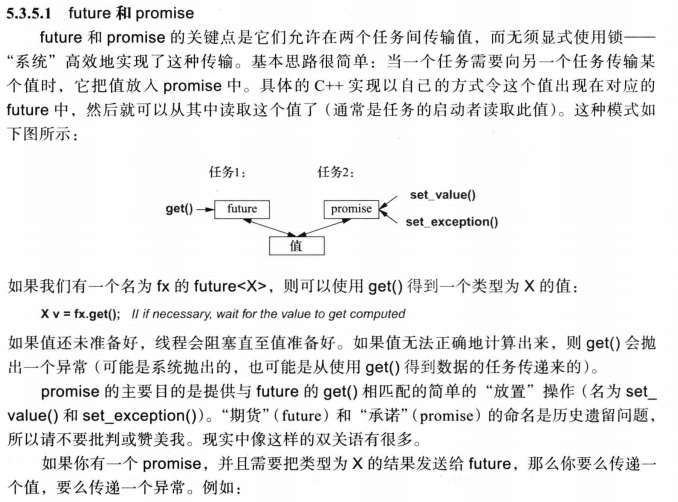 5.3.5.1 future 和 promise
future 和 promise 的关键点是它们允许在两个任务间传输值，而无须显式使用锁——
“系统”高效地实现了这种传输。基本思路很简单：当一个任务需要向另一个任务传输某
个值时，它把值放入 promise 中。具体的 C++ 实现以自己的方式令这个值出现在对应的
future 中，然后就可以从其中读取这个值了（通常是任务的启动者读取此值）。这种模式如
下图所示：
任务1： 任务2：
get() future promise set_value()
set_exception()
值
如果我们有一个名为 fx 的 future<X>，则可以使用 get() 得到一个类型为 X 的值：
X v = fx.get(); // if necessary, wait for the value to get computed
如果值还未准备好，线程会阻塞直至值准备好。如果值无法正确地计算出来，则 get() 会抛
出一个异常（可能是系统抛出的，也可能是从使用 get() 得到数据的任务传递来的）。
promise 的主要目的是提供与 future 的 get() 相匹配的简单的“放置”操作（名为 set_
value() 和 set_exception()）。“期货”（future）和“承诺”（promise）的命名是历史遗留问题，
所以请不要批判或赞美我。现实中像这样的双关语有很多。
如果你有一个 promise，并且需要把类型为 X 的结果发送给 future，那么你要么传递一
个值，要么传递一个异常。例如：